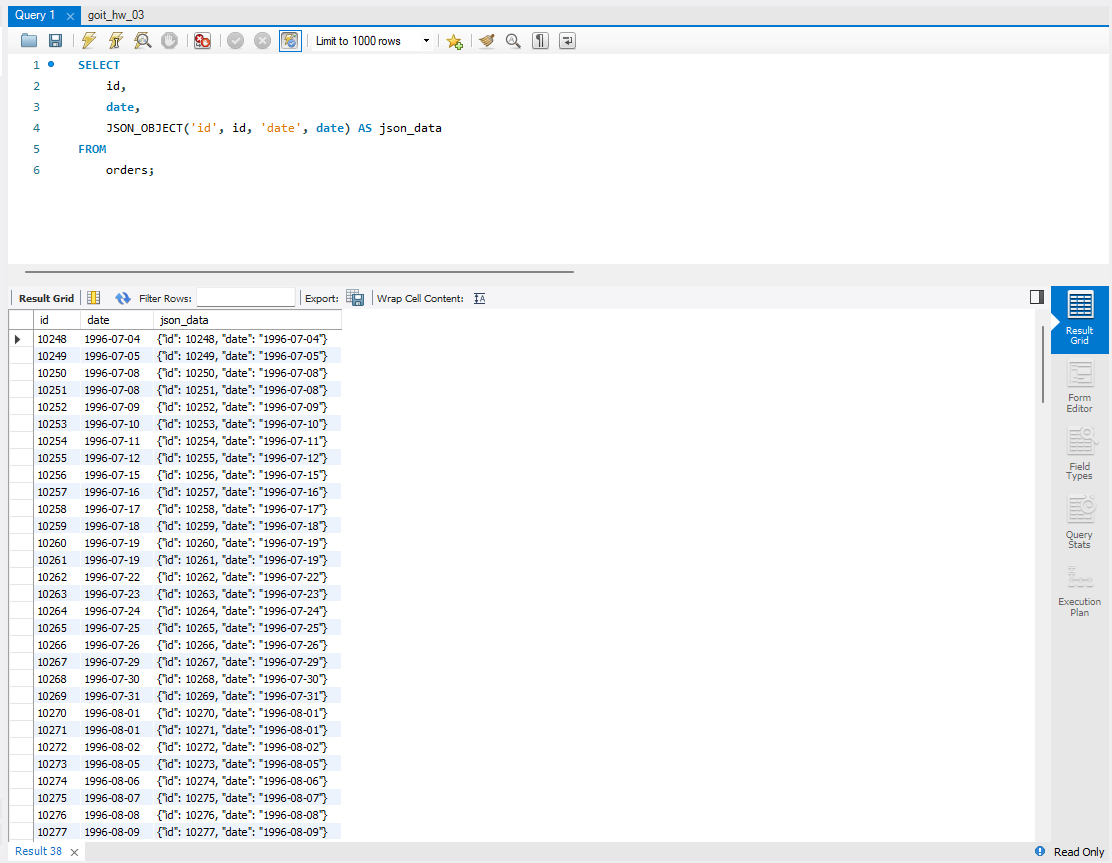 Query 1 goit_hw_03
Limit to 1000 rows
1 SELECT
2 id,
3 date,
4 JSON_OBJECT('id', id, 'date', date) AS json_data
5 FROM
6 orders;
Result Grid Filter Rows: Export: Wrap Cell Content:
id date json_data
10248 1996-07-04 {"id": 10248, "date": "1996-07-04"}
10249 1996-07-05 {"id": 10249, "date": "1996-07-05"}
10250 1996-07-08 {"id": 10250, "date": "1996-07-08"}
10251 1996-07-08 {"id": 10251, "date": "1996-07-08"}
10252 1996-07-09 {"id": 10252, "date": "1996-07-09"}
10253 1996-07-10 {"id": 10253, "date": "1996-07-10"}
10254 1996-07-11 {"id": 10254, "date": "1996-07-11"}
10255 1996-07-12 {"id": 10255, "date": "1996-07-12"}
10256 1996-07-15 {"id": 10256, "date": "1996-07-15"}
10257 1996-07-16 {"id": 10257, "date": "1996-07-16"}
10258 1996-07-17 {"id": 10258, "date": "1996-07-17"}
10259 1996-07-18 {"id": 10259, "date": "1996-07-18"}
10260 1996-07-19 {"id": 10260, "date": "1996-07-19"}
10261 1996-07-19 {"id": 10261, "date": "1996-07-19"}
10262 1996-07-22 {"id": 10262, "date": "1996-07-22"}
10263 1996-07-23 {"id": 10263, "date": "1996-07-23"}
10264 1996-07-24 {"id": 10264, "date": "1996-07-24"}
10265 1996-07-25 {"id": 10265, "date": "1996-07-25"}
10266 1996-07-26 {"id": 10266, "date": "1996-07-26"}
10267 1996-07-29 {"id": 10267, "date": "1996-07-29"}
10268 1996-07-30 {"id": 10268, "date": "1996-07-30"}
10269 1996-07-31 {"id": 10269, "date": "1996-07-31"}
10270 1996-08-01 {"id": 10270, "date": "1996-08-01"}
10271 1996-08-01 {"id": 10271, "date": "1996-08-01"}
10272 1996-08-02 {"id": 10272, "date": "1996-08-02"}
10273 1996-08-05 {"id": 10273, "date": "1996-08-05"}
10274 1996-08-06 {"id": 10274, "date": "1996-08-06"}
10275 1996-08-07 {"id": 10275, "date": "1996-08-07"}
10276 1996-08-08 {"id": 10276, "date": "1996-08-08"}
10277 1996-08-09 {"id": 10277, "date": "1996-08-09"}
Result
Grid
Form
Editor
Field
Types
Query
Stats
Execution
Plan
Result 38 Read Only